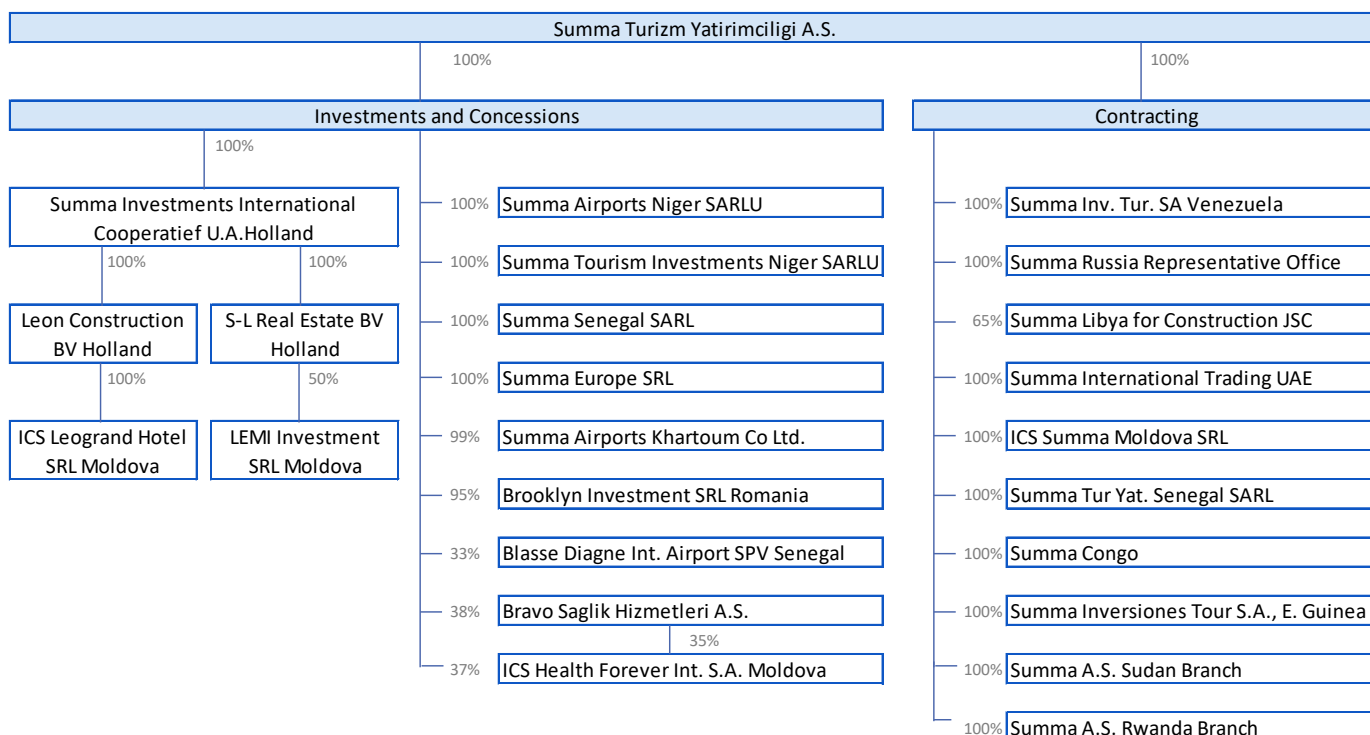 Summa Turizm Yatirimciligi A.S.
100%
100%
Investments and Concessions
Contracting
100%
Summa Investments International
Cooperatief U.A.Holland
100%
100%
Leon Construction
BV Holland
S-L Real Estate BV
Holland
100%
50%
ICS Leogrand Hotel
SRL Moldova
LEMI Investment
SRL Moldova
100% Summa Airports Niger SARLU
100% Summa Tourism Investments Niger SARLU
100% Summa Senegal SARL
100% Summa Europe SRL
99% Summa Airports Khartoum Co Ltd.
95% Brooklyn Investment SRL Romania
33% Blasse Diagne Int. Airport SPV Senegal
38% Bravo Saglik Hizmetleri A.S.
35%
37% ICS Health Forever Int. S.A. Moldova
100% Summa Inv. Tur. SA Venezuela
100% Summa Russia Representative Office
65% Summa Libya for Construction JSC
100% Summa International Trading UAE
100% ICS Summa Moldova SRL
100% Summa Tur Yat. Senegal SARL
100% Summa Congo
100% Summa Inversiones Tour S.A., E. Guinea
100% Summa A.S. Sudan Branch
100% Summa A.S. Rwanda Branch